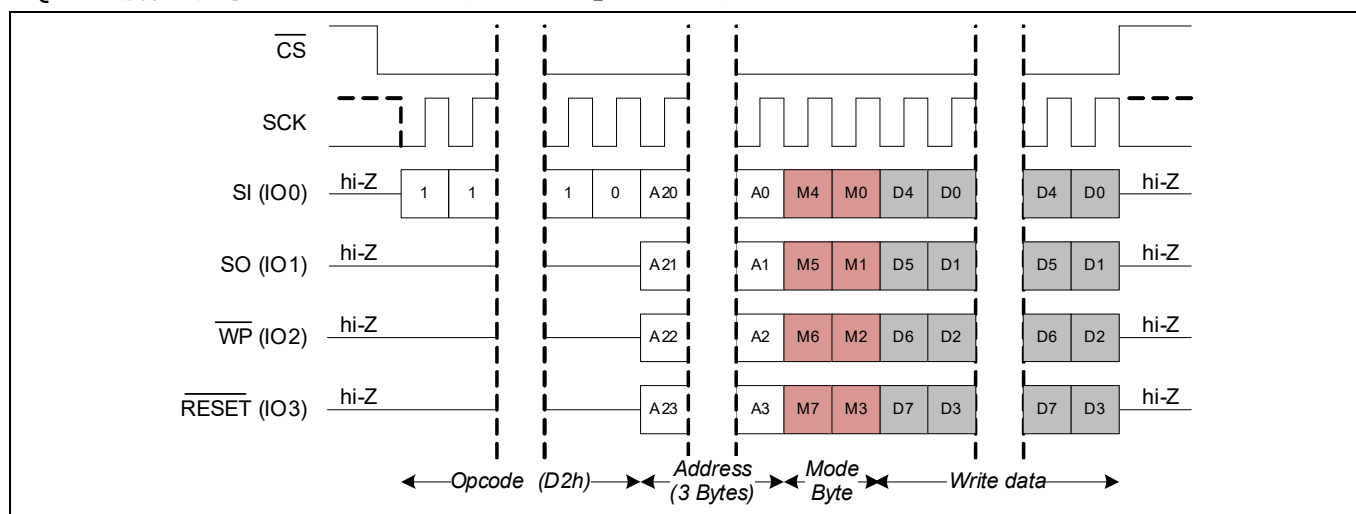 CS
SCK
SI (IO0) hi-Z 1 1 1 0 A20 A0 M4 M0 D4 D0 D4 D0 hi-Z
SO (IO1) hi-Z A21 A1 M5 M1 D5 D1 D5 D1 hi-Z
WP (IO2) hi-Z A22 A2 M6 M2 D6 D2 D6 D2 hi-Z
RESET (IO3) hi-Z A23 A3 M7 M3 D7 D3 D7 D3 hi-Z
Opcode (D2h) Address (3 Bytes) Mode Byte Write data